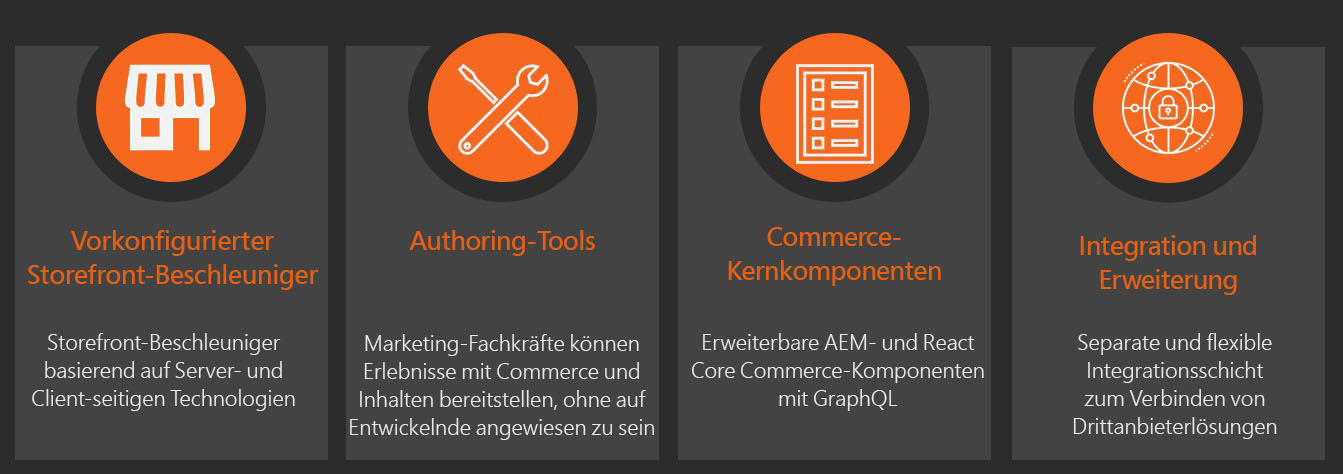 Vorkonfigurierter
Storefront-Beschleuniger
Storefront-Beschleuniger
basierend auf Server- und
Client-seitigen Technologien
Authoring-Tools
Marketing-Fachkräfte können
Erlebnisse mit Commerce und
Inhalten bereitstellen, ohne auf
Entwickelnde angewiesen zu sein
Commerce-
Kernkomponenten
Erweiterbare AEM- und React
Core Commerce-Komponenten
mit GraphQL
Integration und
Erweiterung
Separate und flexible
Integrationsschicht
zum Verbinden von
Drittanbieterlösungen